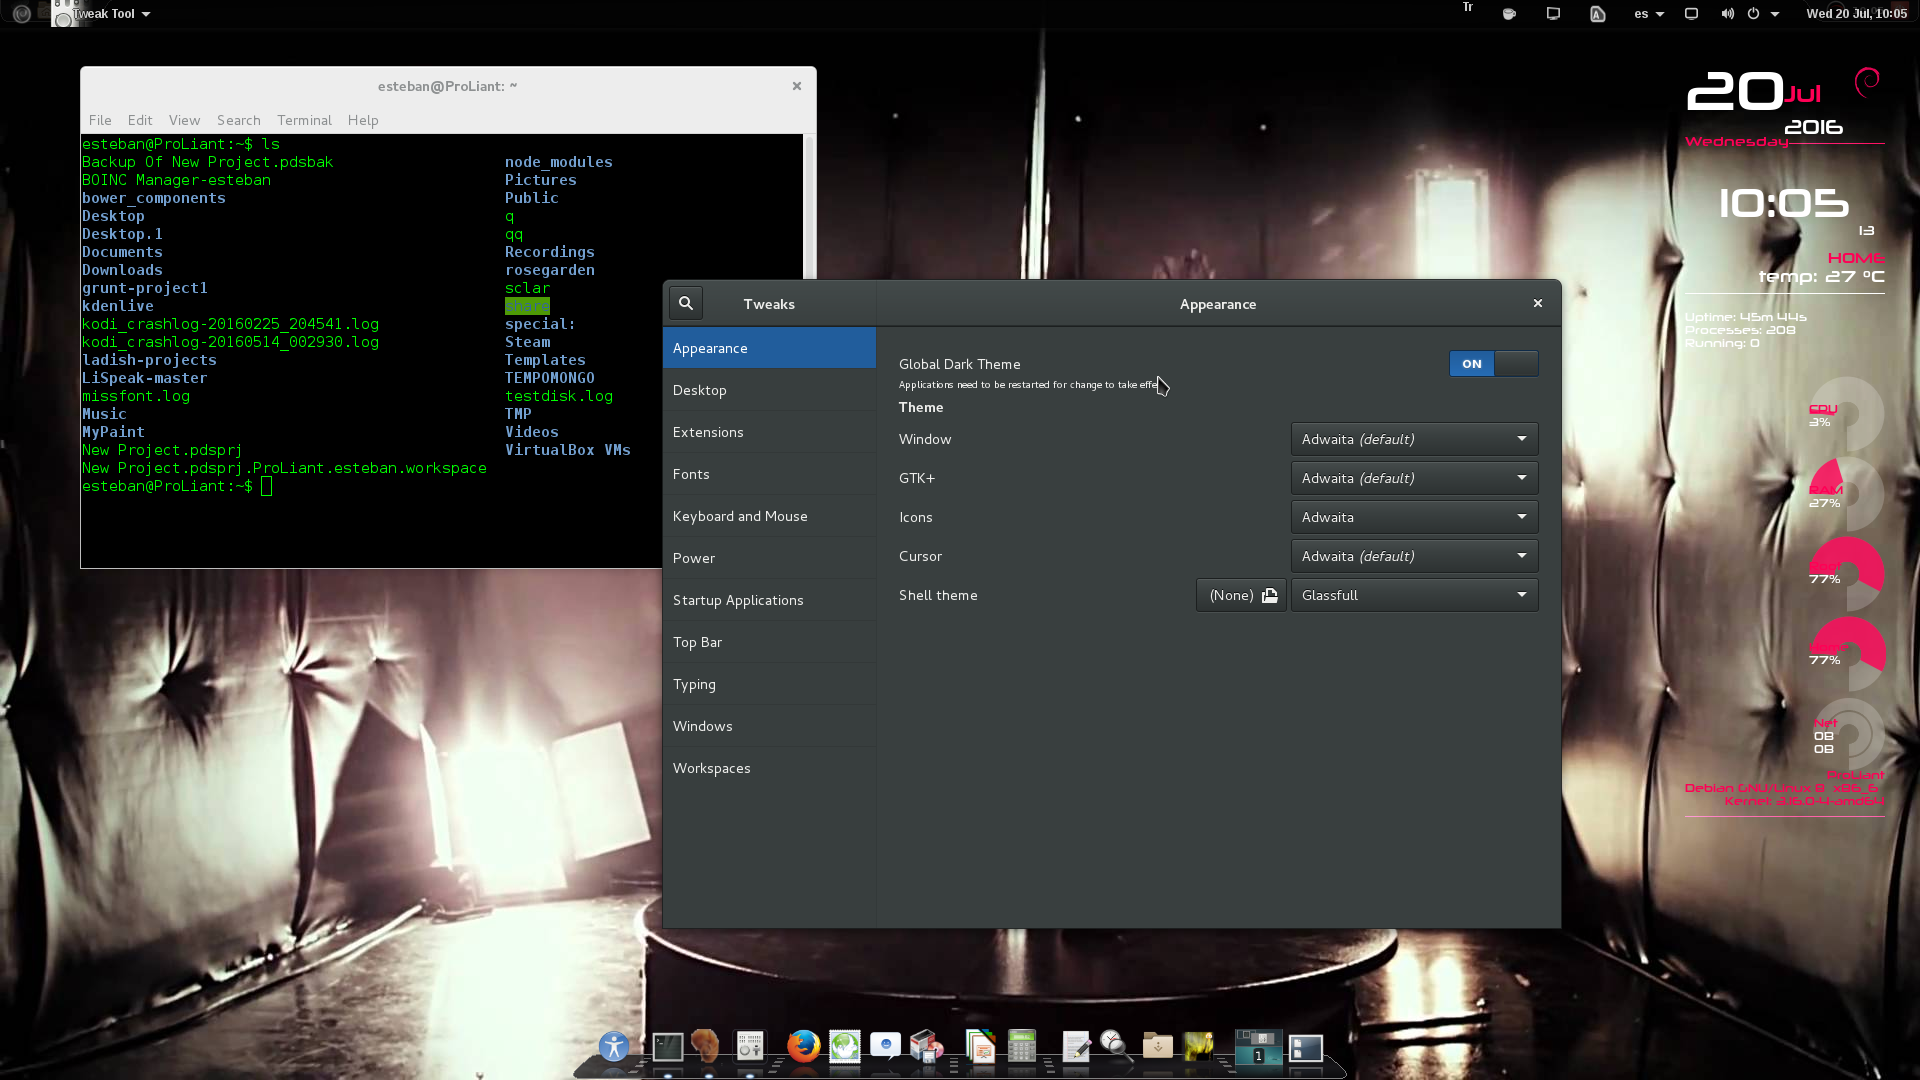 Tweak Tool
Tr
es
Wed 20 Jul, 10:05
esteban@ProLiant: ~
File Edit View Search Terminal Help
esteban@ProLiant:~$ ls
Backup Of New Project.pdsbak node_modules
BOINC Manager-esteban Pictures
bower_components Public
Desktop q
Desktop.1 qq
Documents Recordings
Downloads rosegarden
grunt-project1 sclar
kdenlive share
kodi_crashlog-20160225_204541.log special:
kodi_crashlog-20160514_002930.log Steam
ladish-projects Templates
LiSpeak-master TEMPOMONGO
missfont.log testdisk.log
Music TMP
MyPaint Videos
New Project.pdsprj VirtualBox VMs
New Project.pdsprj.ProLiant.esteban.workspace
esteban@ProLiant:~$
Tweaks
Appearance
Appearance
Desktop
Extensions
Fonts
Keyboard and Mouse
Power
Startup Applications
Top Bar
Typing
Windows
Workspaces
Global Dark Theme ON
Applications need to be restarted for change to take effe
Theme
Window Adwaita (default)
GTK+ Adwaita (default)
Icons Adwaita
Cursor Adwaita (default)
Shell theme (None) Glassfull
20 Jul
2016
Wednesday
10:05
13
HOME
temp: 27 ºC
Uptime: 45m 44s
Processes: 208
Running: 0
CPU
3%
RAM
27%
Root
77%
77%
Net
0B
0B
ProLiant
Debian GNU/Linux 8 x86_6
Kernel: 3.16.0-4-amd64
1